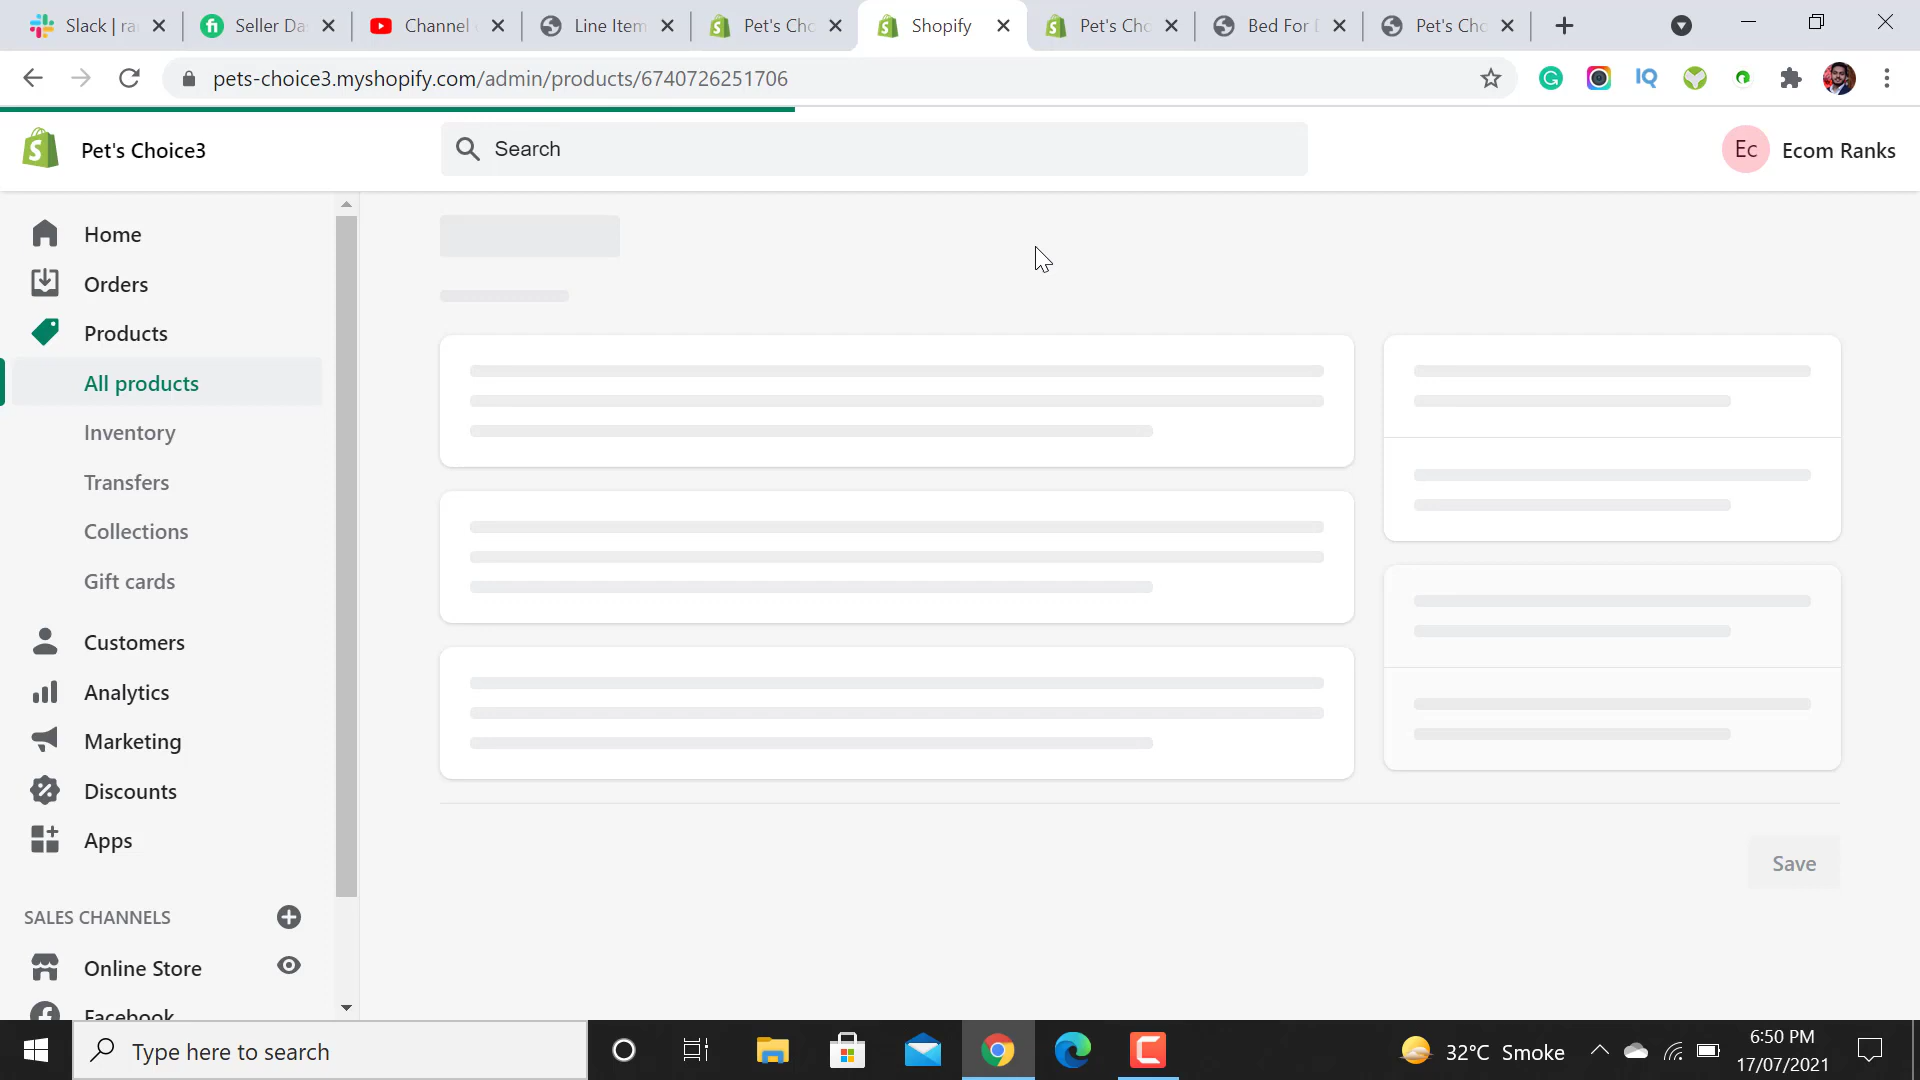 Slack | ra
Seller Da
Channel
Line Item
Pet's Cho
Shopify
Pet's Cho
Bed For
Pet's Cho
pets-choice3.myshopify.com/admin/products/6740726251706
IQ
Pet's Choice3
Search
Ec
Ecom Ranks
Home
Orders
Products
All products
Inventory
Transfers
Collections
Gift cards
Customers
Analytics
Marketing
Discounts
Apps
Save
SALES CHANNELS
Online Store
Facebook
Type here to search
32°C Smoke
6:50 PM
17/07/2021